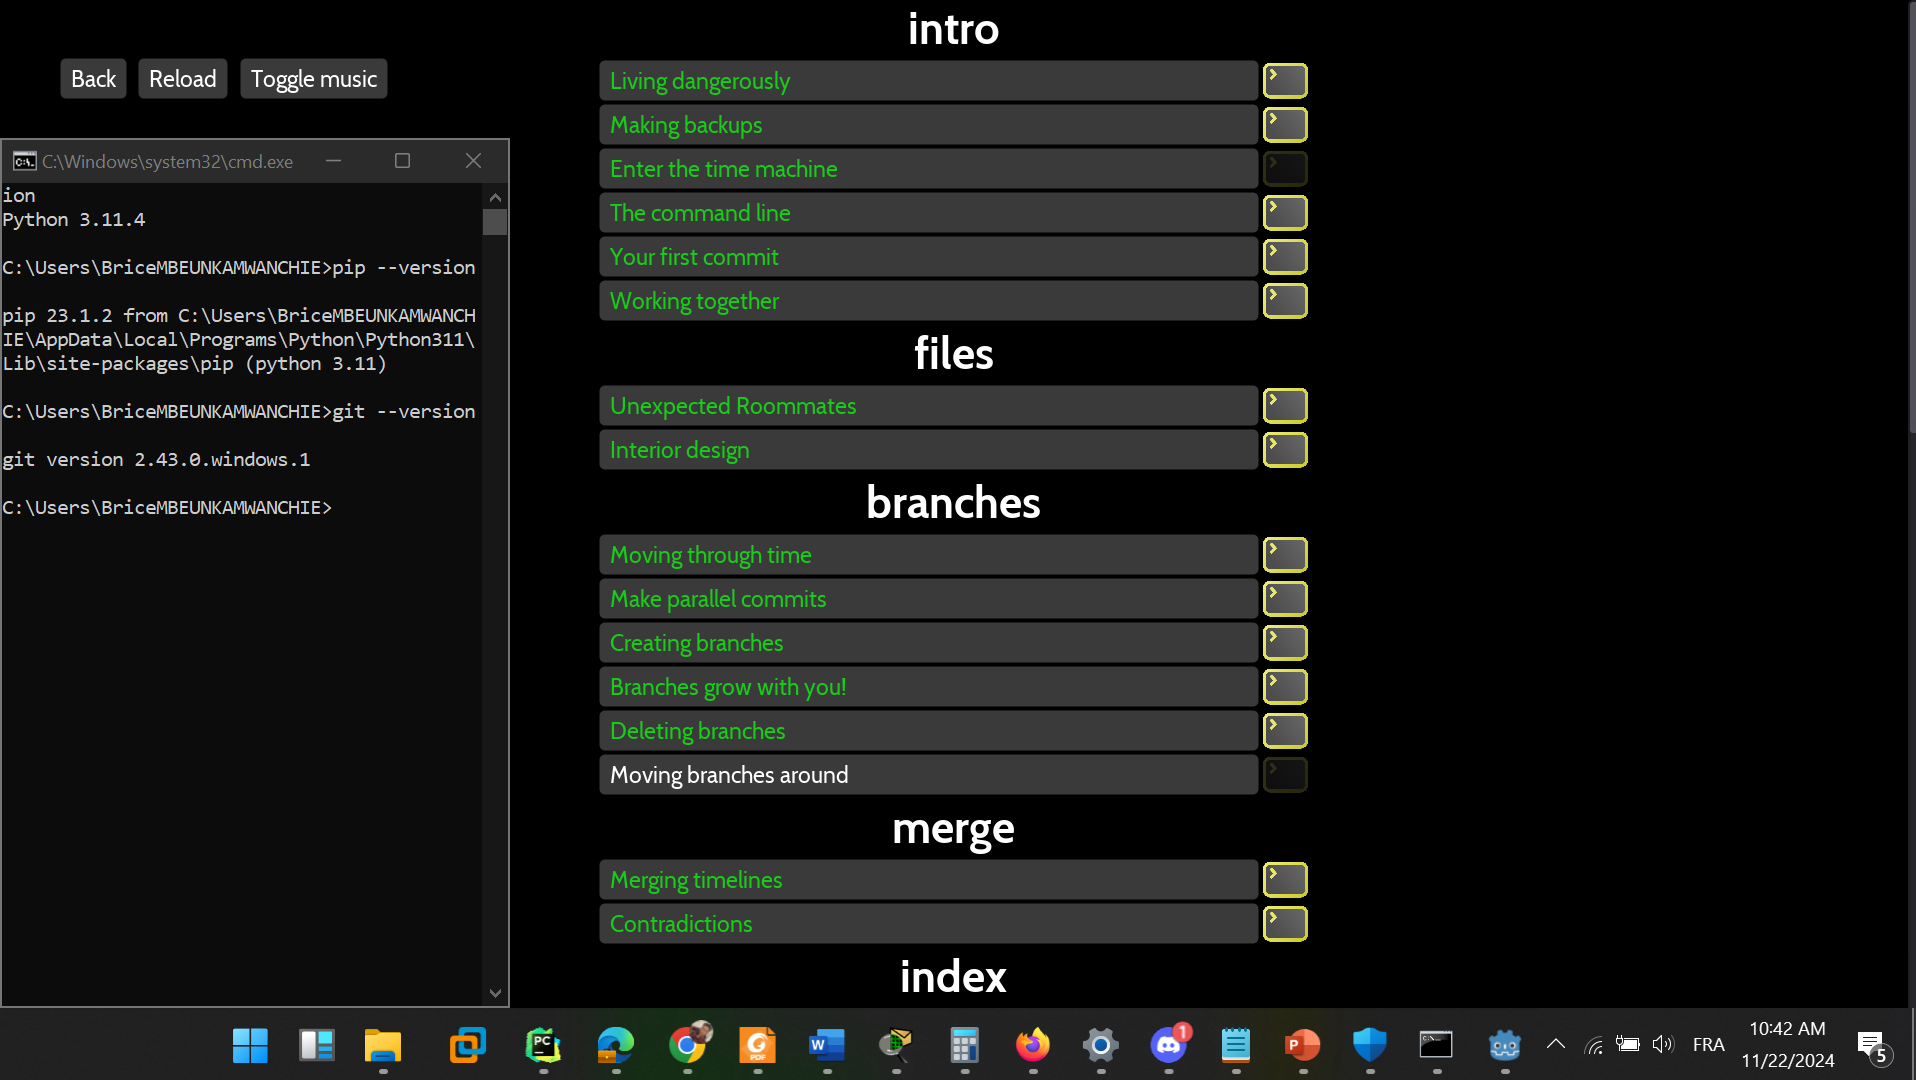 Back
Reload
Toggle music
C:\Windows\system32\cmd.exe
ion
Python 3.11.4
C:\Users\BriceMBEUNKAMWANCHIE>pip --version
pip 23.1.2 from C:\Users\BriceMBEUNKAMWANCH
IE\AppData\Local\Programs\Python\Python311\
Lib\site-packages\pip (python 3.11)
C:\Users\BriceMBEUNKAMWANCHIE>git --version
git version 2.43.0.windows.1
C:\Users\BriceMBEUNKAMWANCHIE>
intro
Living dangerously
Making backups
Enter the time machine
The command line
Your first commit
Working together
files
Unexpected Roommates
Interior design
branches
Moving through time
Make parallel commits
Creating branches
Branches grow with you!
Deleting branches
Moving branches around
merge
Merging timelines
Contradictions
index
PC
PDF
W
1
P
FRA
10:42 AM
11/22/2024
5